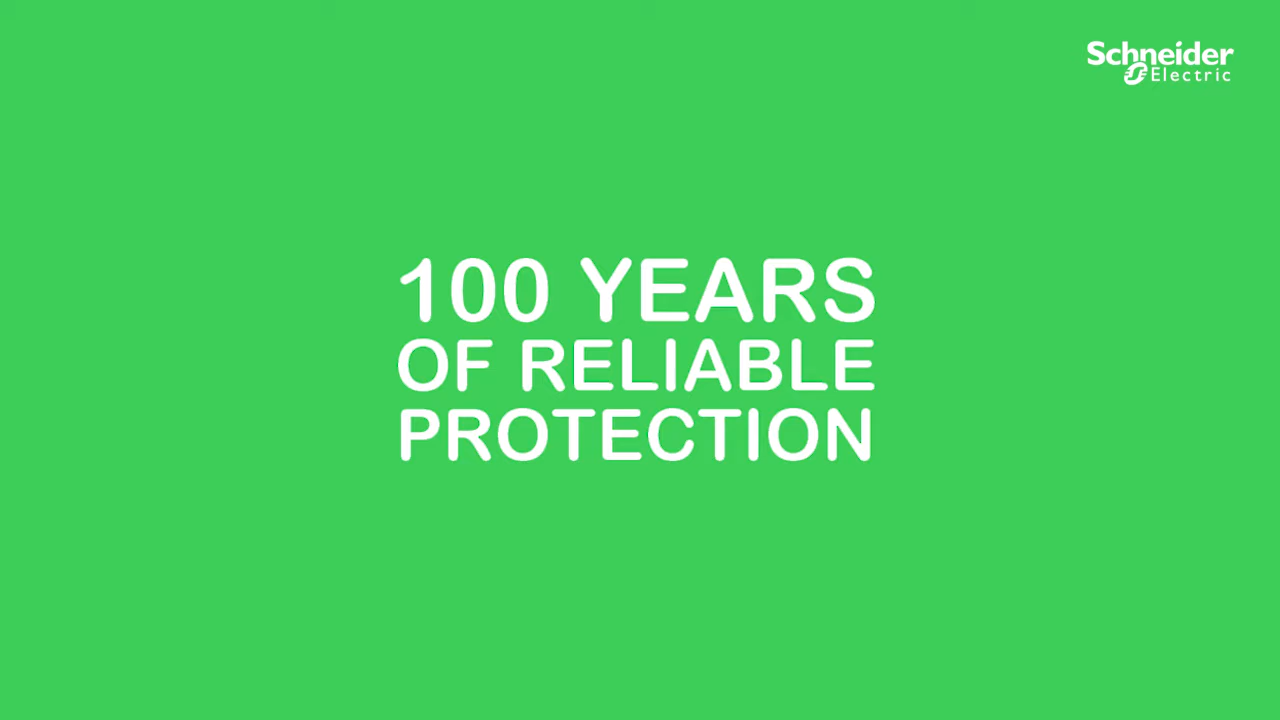 Schneider
Electric
100 YEARS
OF RELIABLE
PROTECTION